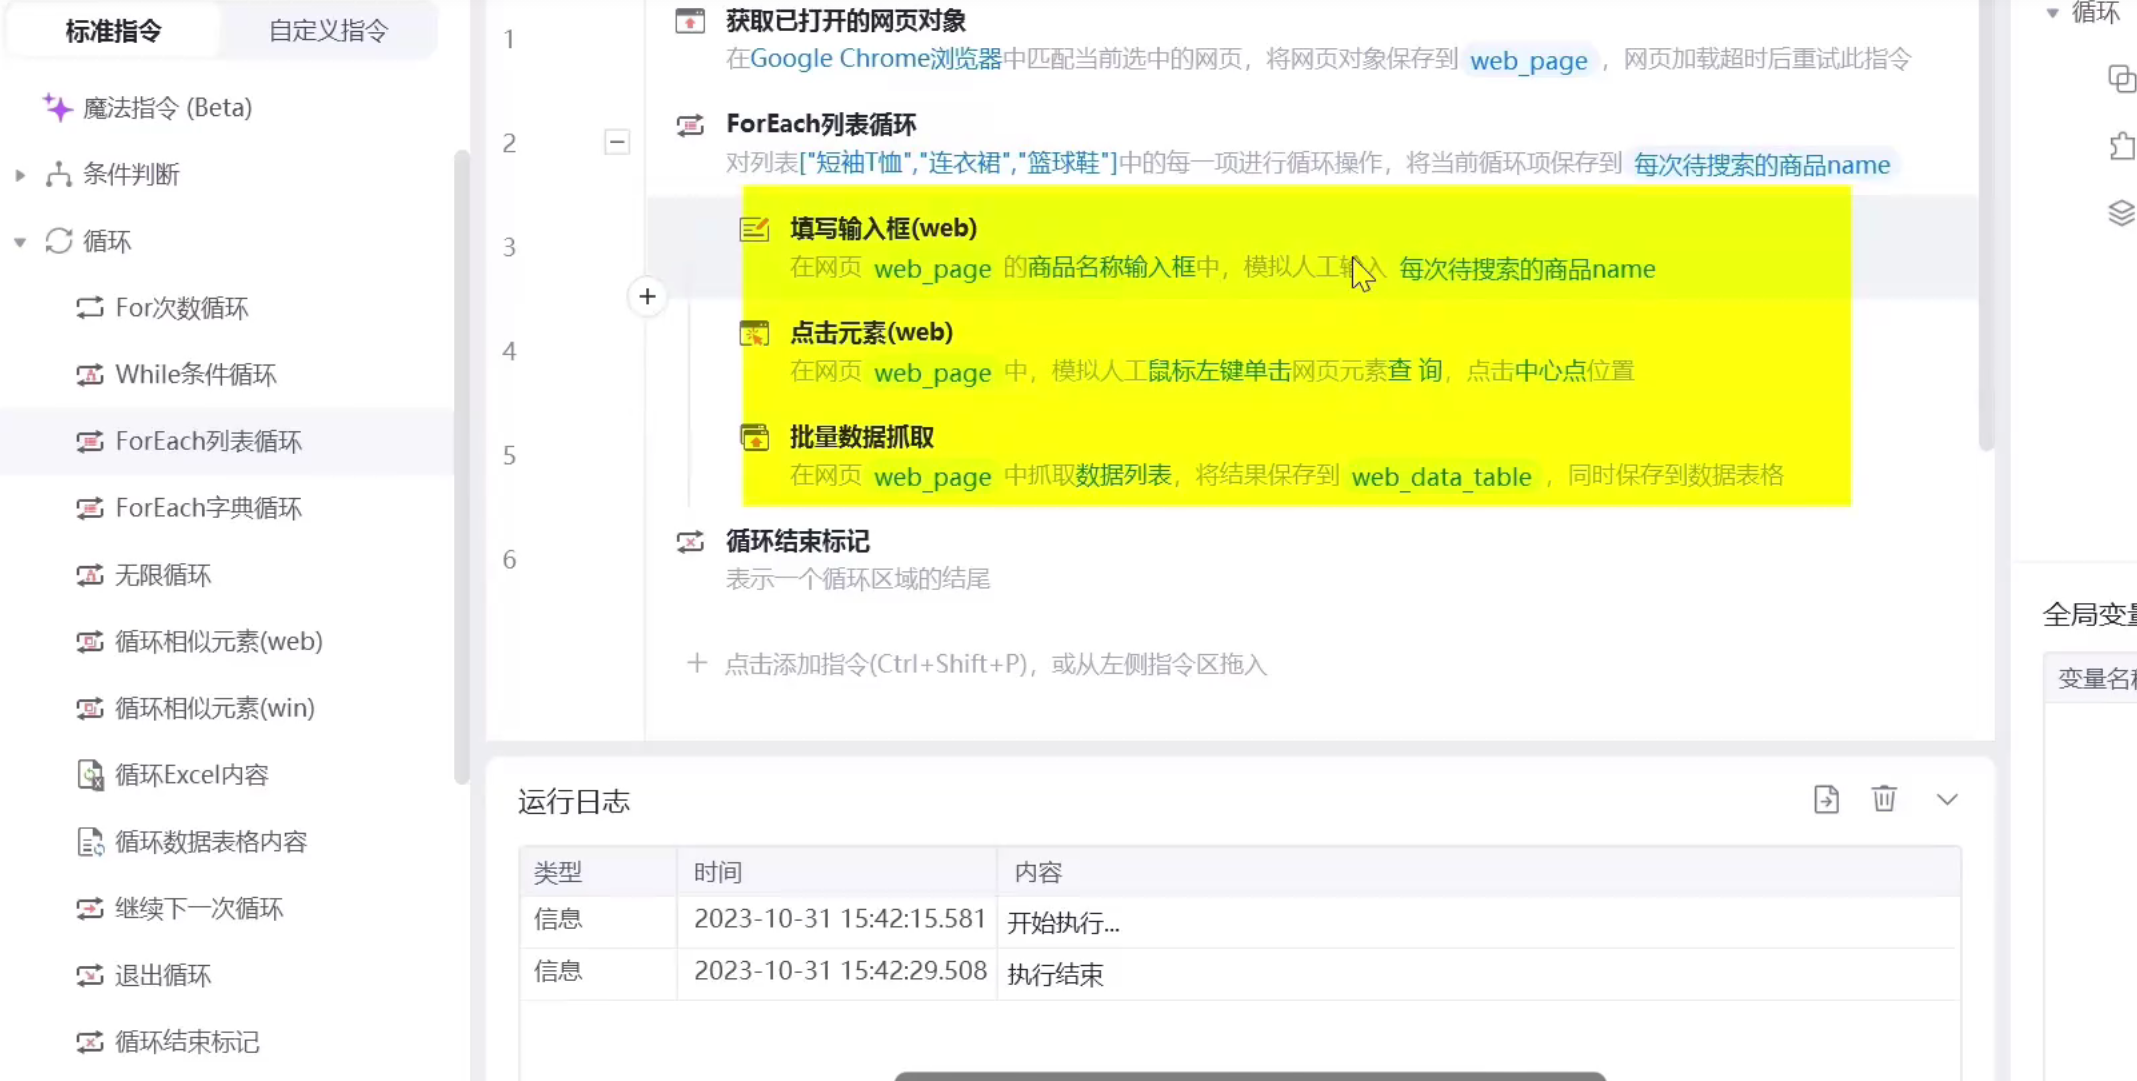 标准指令
自定义指令
魔法指令 (Beta)
条件判断
循环
For次数循环
While条件循环
ForEach列表循环
ForEach字典循环
无限循环
循环相似元素(web)
循环相似元素(win)
循环Excel内容
循环数据表格内容
继续下一次循环
退出循环
循环结束标记
1
获取已打开的网页对象
在Google Chrome浏览器中匹配当前选中的网页，将网页对象保存到 web_page ，网页加载超时后重试此指令
2
ForEach列表循环
对列表["短袖T恤","连衣裙","篮球鞋"]中的每一项进行循环操作，将当前循环项保存到 每次待搜索的商品name
3
填写输入框(web)
在网页 web_page 的商品名称输入框中，模拟人工输入 每次待搜索的商品name
4
点击元素(web)
在网页 web_page 中，模拟人工鼠标左键单击网页元素查 询，点击中心点位置
5
批量数据抓取
在网页 web_page 中抓取数据列表，将结果保存到 web_data_table ，同时保存到数据表格
6
循环结束标记
表示一个循环区域的结尾
点击添加指令(Ctrl+Shift+P)，或从左侧指令区拖入
运行日志
类型 时间 内容
信息 2023-10-31 15:42:15.581 开始执行...
信息 2023-10-31 15:42:29.508 执行结束
循环
全局变量
变量名称